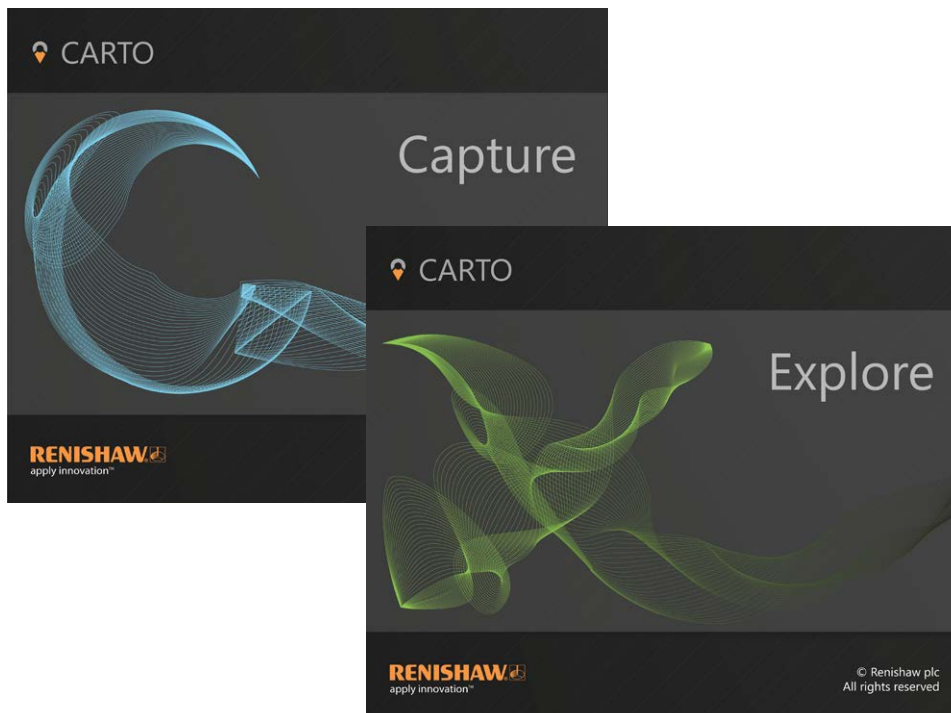 CARTO
Capture
RENISHAW
apply innovation™
CARTO
Explore
RENISHAW
apply innovation™
© Renishaw plc
All rights reserved